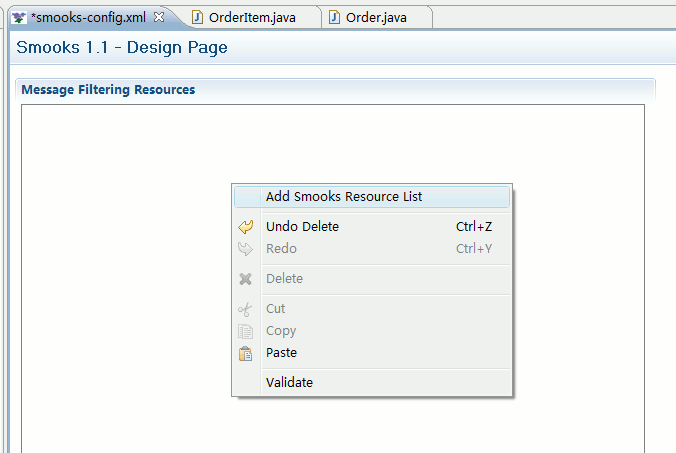 *smooks-config.xml OrderItem.java Order.java
Smooks 1.1 - Design Page
Message Filtering Resources
Add Smooks Resource List
Undo Delete Ctrl+Z
Redo Ctrl+Y
Delete
Cut
Copy
Paste
Validate